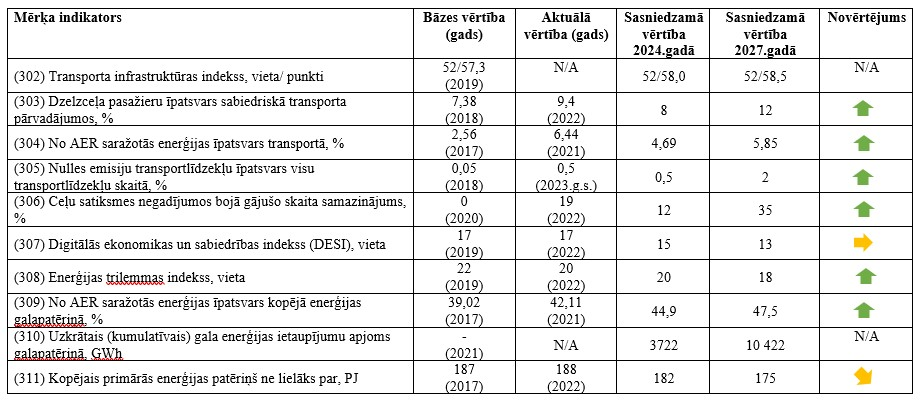 Mērķa indikators
Bāzes vērtība (gads)
Aktuālā vērtība (gads)
Sasniedzamā vērtība 2024.gadā
Sasniedzamā vērtība 2027.gadā
Novērtējums
(302) Transporta infrastruktūras indekss, vieta/ punkti
52/57,3
(2019)
N/A
52/58,0
52/58,5
N/A
(303) Dzelzceļa pasažieru īpatsvars sabiedriskā transporta
pārvadājumos, %
7,38
(2018)
9,4
(2022)
8
12
(304) No AER saražotās enerģijas īpatsvars transportā, %
2,56
(2017)
6,44
(2021)
4,69
5,85
(305) Nulles emisiju transportlīdzekļu īpatsvars visu
transportlīdzekļu skaitā, %
0,05
(2018)
0,5
(2023.g.s.)
0,5
2
(306) Ceļu satiksmes negadījumos bojā gājušo skaita samazinājums,
%
0
(2020)
19
(2022)
12
35
(307) Digitālās ekonomikas un sabiedrības indekss (DESI), vieta
17
(2019)
17
(2022)
15
13
(308) Enerģijas trilemmas indekss, vieta
22
(2019)
20
(2022)
20
18
(309) No AER saražotās enerģijas īpatsvars kopējā enerģijas
galapatēriņā, %
39,02
(2017)
42,11
(2021)
44,9
47,5
(310) Uzkrātais (kumulatīvais) gala enerģijas ietaupījumu apjoms
galapatēriņā, GWh
-
(2021)
N/A
3722
10 422
N/A
(311) Kopējais primārās enerģijas patēriņš ne lielāks par, PJ
187
(2017)
188
(2022)
182
175